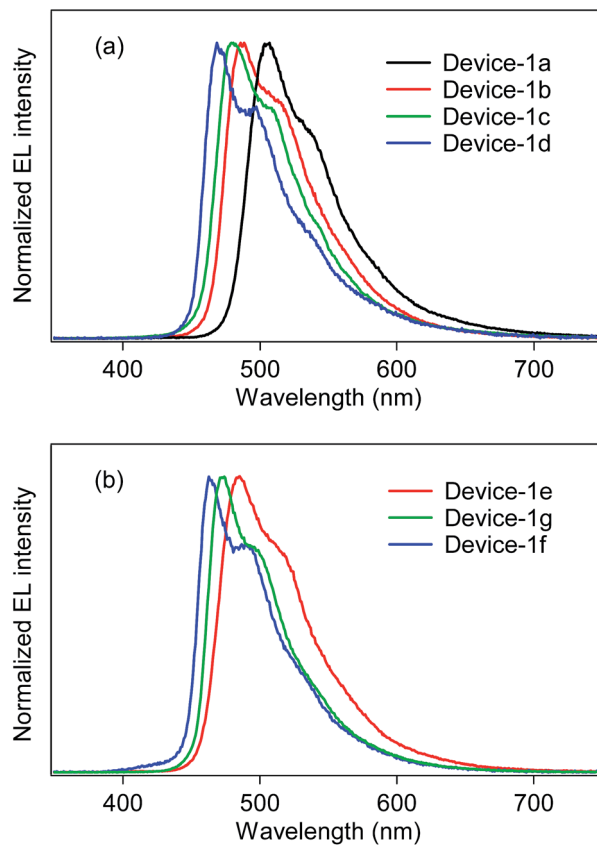 (a)
Device-1a
Device-1b
Device-1c
Device-1d
Normalized EL intensity
400 500 600 700
Wavelength (nm)
(b)
Device-1e
Device-1g
Device-1f
Normalized EL intensity
400 500 600 700
Wavelength (nm)